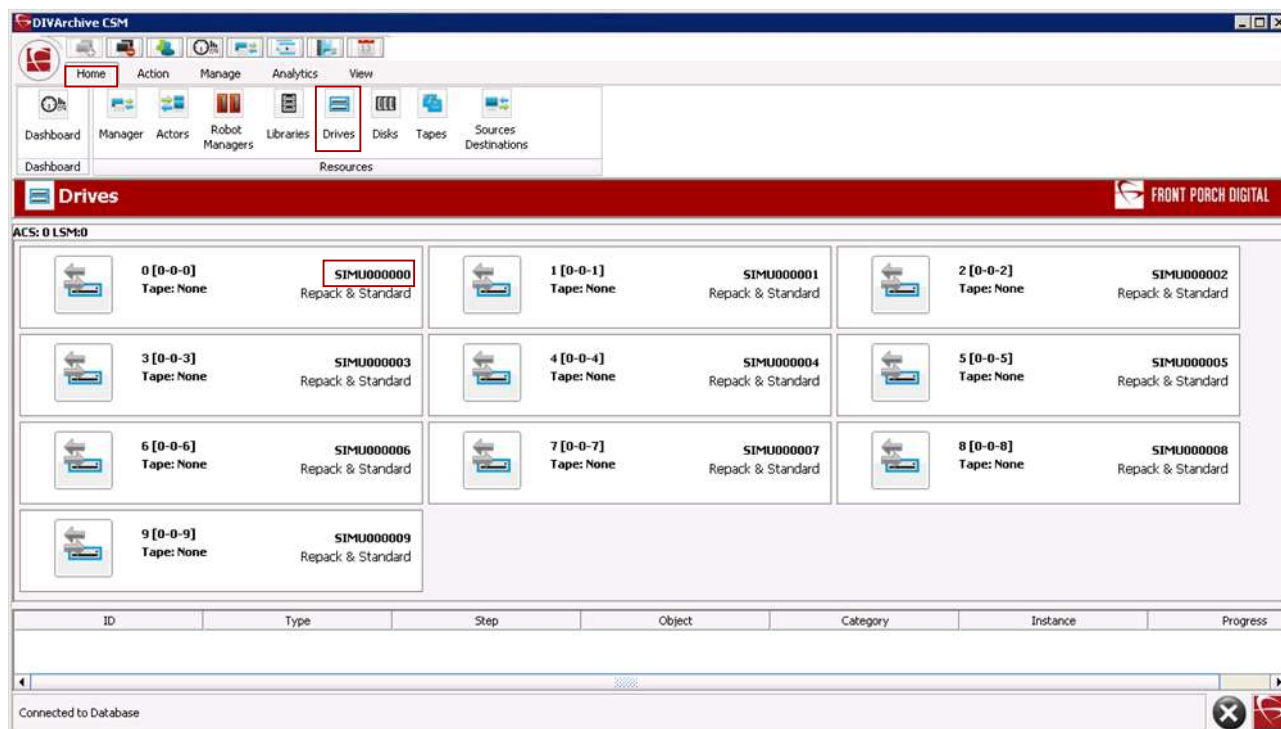 DIVArchive CSM
Home Action Manage Analytics View
Dashboard Manager Actors Robot Managers Libraries Drives Disks Tapes Sources Destinations
Dashboard Resources
Drives FRONT PORCH DIGITAL
ACS: 0 LSM:0
0 [0-0-0] SIMU000000 1 [0-0-1] SIMU000001 2 [0-0-2] SIMU000002
Tape: None Repack & Standard Tape: None Repack & Standard Tape: None Repack & Standard
3 [0-0-3] SIMU000003 4 [0-0-4] SIMU000004 5 [0-0-5] SIMU000005
Tape: None Repack & Standard Tape: None Repack & Standard Tape: None Repack & Standard
6 [0-0-6] SIMU000006 7 [0-0-7] SIMU000007 8 [0-0-8] SIMU000008
Tape: None Repack & Standard Tape: None Repack & Standard Tape: None Repack & Standard
9 [0-0-9] SIMU000009
Tape: None Repack & Standard
ID Type Step Object Category Instance Progress
Connected to Database